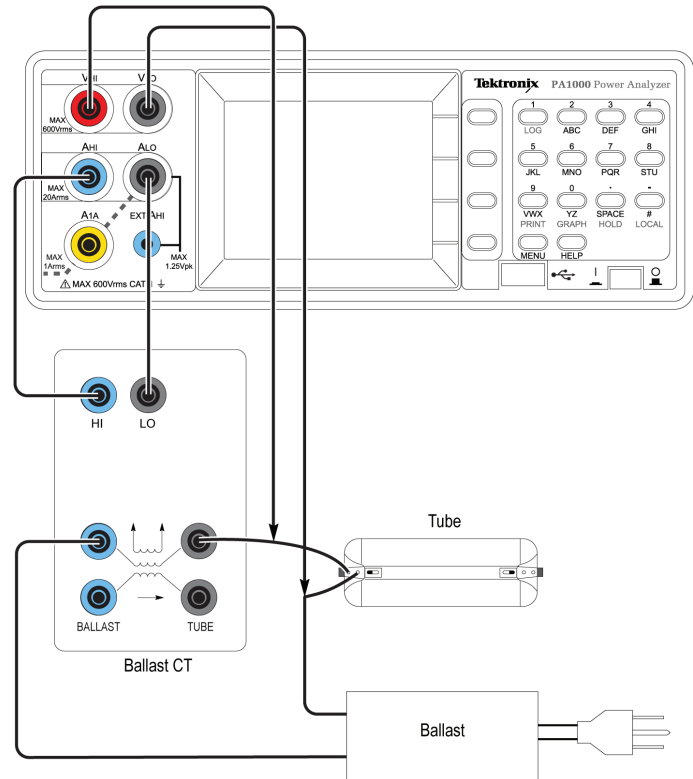 VHI
VLO
MAX
600Vrms
AHI
ALO
MAX
20Arms
A1A
EXT AHI
MAX
1Arms
MAX
1.25Vpk
MAX 600Vrms CAT II
Tektronix PA1000 Power Analyzer
1 2 3 4
LOG ABC DEF GHI
5 6 7 8
JKL MNO PQR STU
9 0 . -
VWX YZ SPACE #
PRINT GRAPH HOLD LOCAL
MENU HELP
HI LO
BALLAST TUBE
Ballast CT
Tube
Ballast